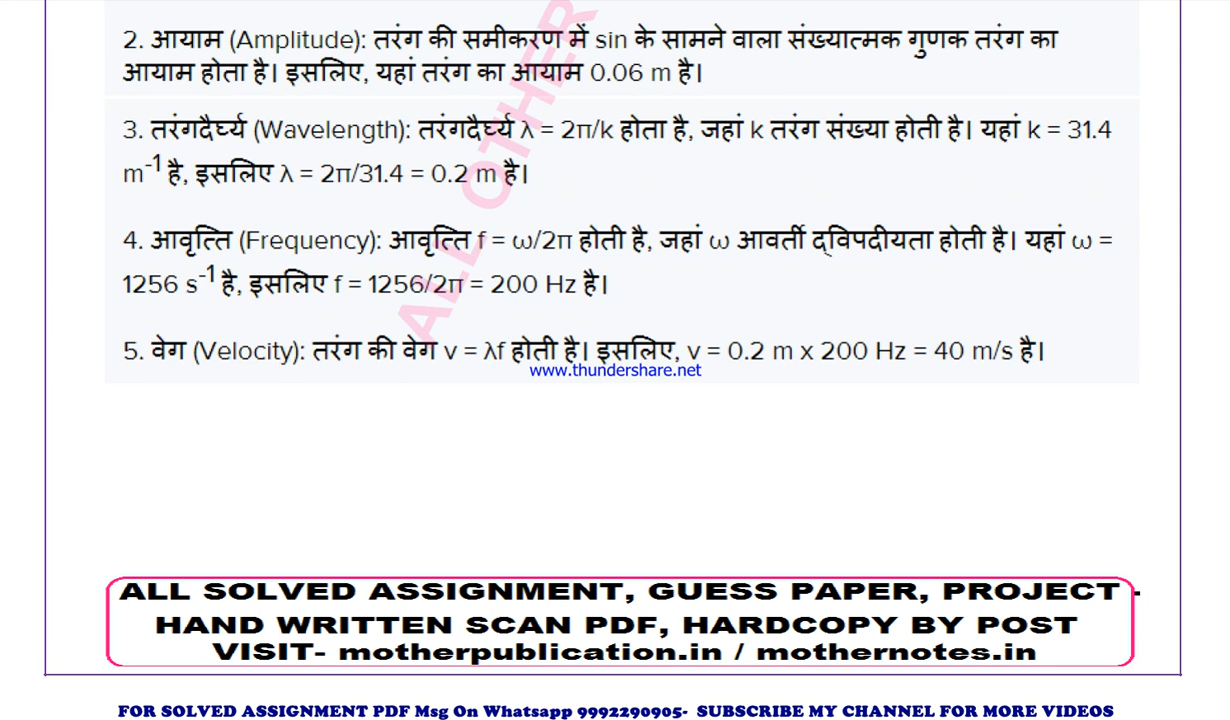 2. आयाम (Amplitude): तरंग की समीकरण में sin के सामने वाला संख्यात्मक गुणक तरंग का
आयाम होता है। इसलिए, यहां तरंग का आयाम 0.06 m है।
3. तरंगदैर्घ्य (Wavelength): तरंगदैर्घ्य λ = 2π/k होता है, जहां k तरंग संख्या होती है। यहां k = 31.4
m⁻¹ है, इसलिए λ = 2π/31.4 = 0.2 m है।
4. आवृत्ति (Frequency): आवृत्ति f = ω/2π होती है, जहां ω आवर्ती द्विपदीयता होती है। यहां ω =
1256 s⁻¹ है, इसलिए f = 1256/2π = 200 Hz है।
5. वेग (Velocity): तरंग की वेग v = λf होती है। इसलिए, v = 0.2 m x 200 Hz = 40 m/s है।
www.thundershare.net
ALL OTHER
ALL SOLVED ASSIGNMENT, GUESS PAPER, PROJECT -
HAND WRITTEN SCAN PDF, HARDCOPY BY POST
VISIT- motherpublication.in / mothernotes.in
FOR SOLVED ASSIGNMENT PDF Msg On Whatsapp 9992290905- SUBSCRIBE MY CHANNEL FOR MORE VIDEOS